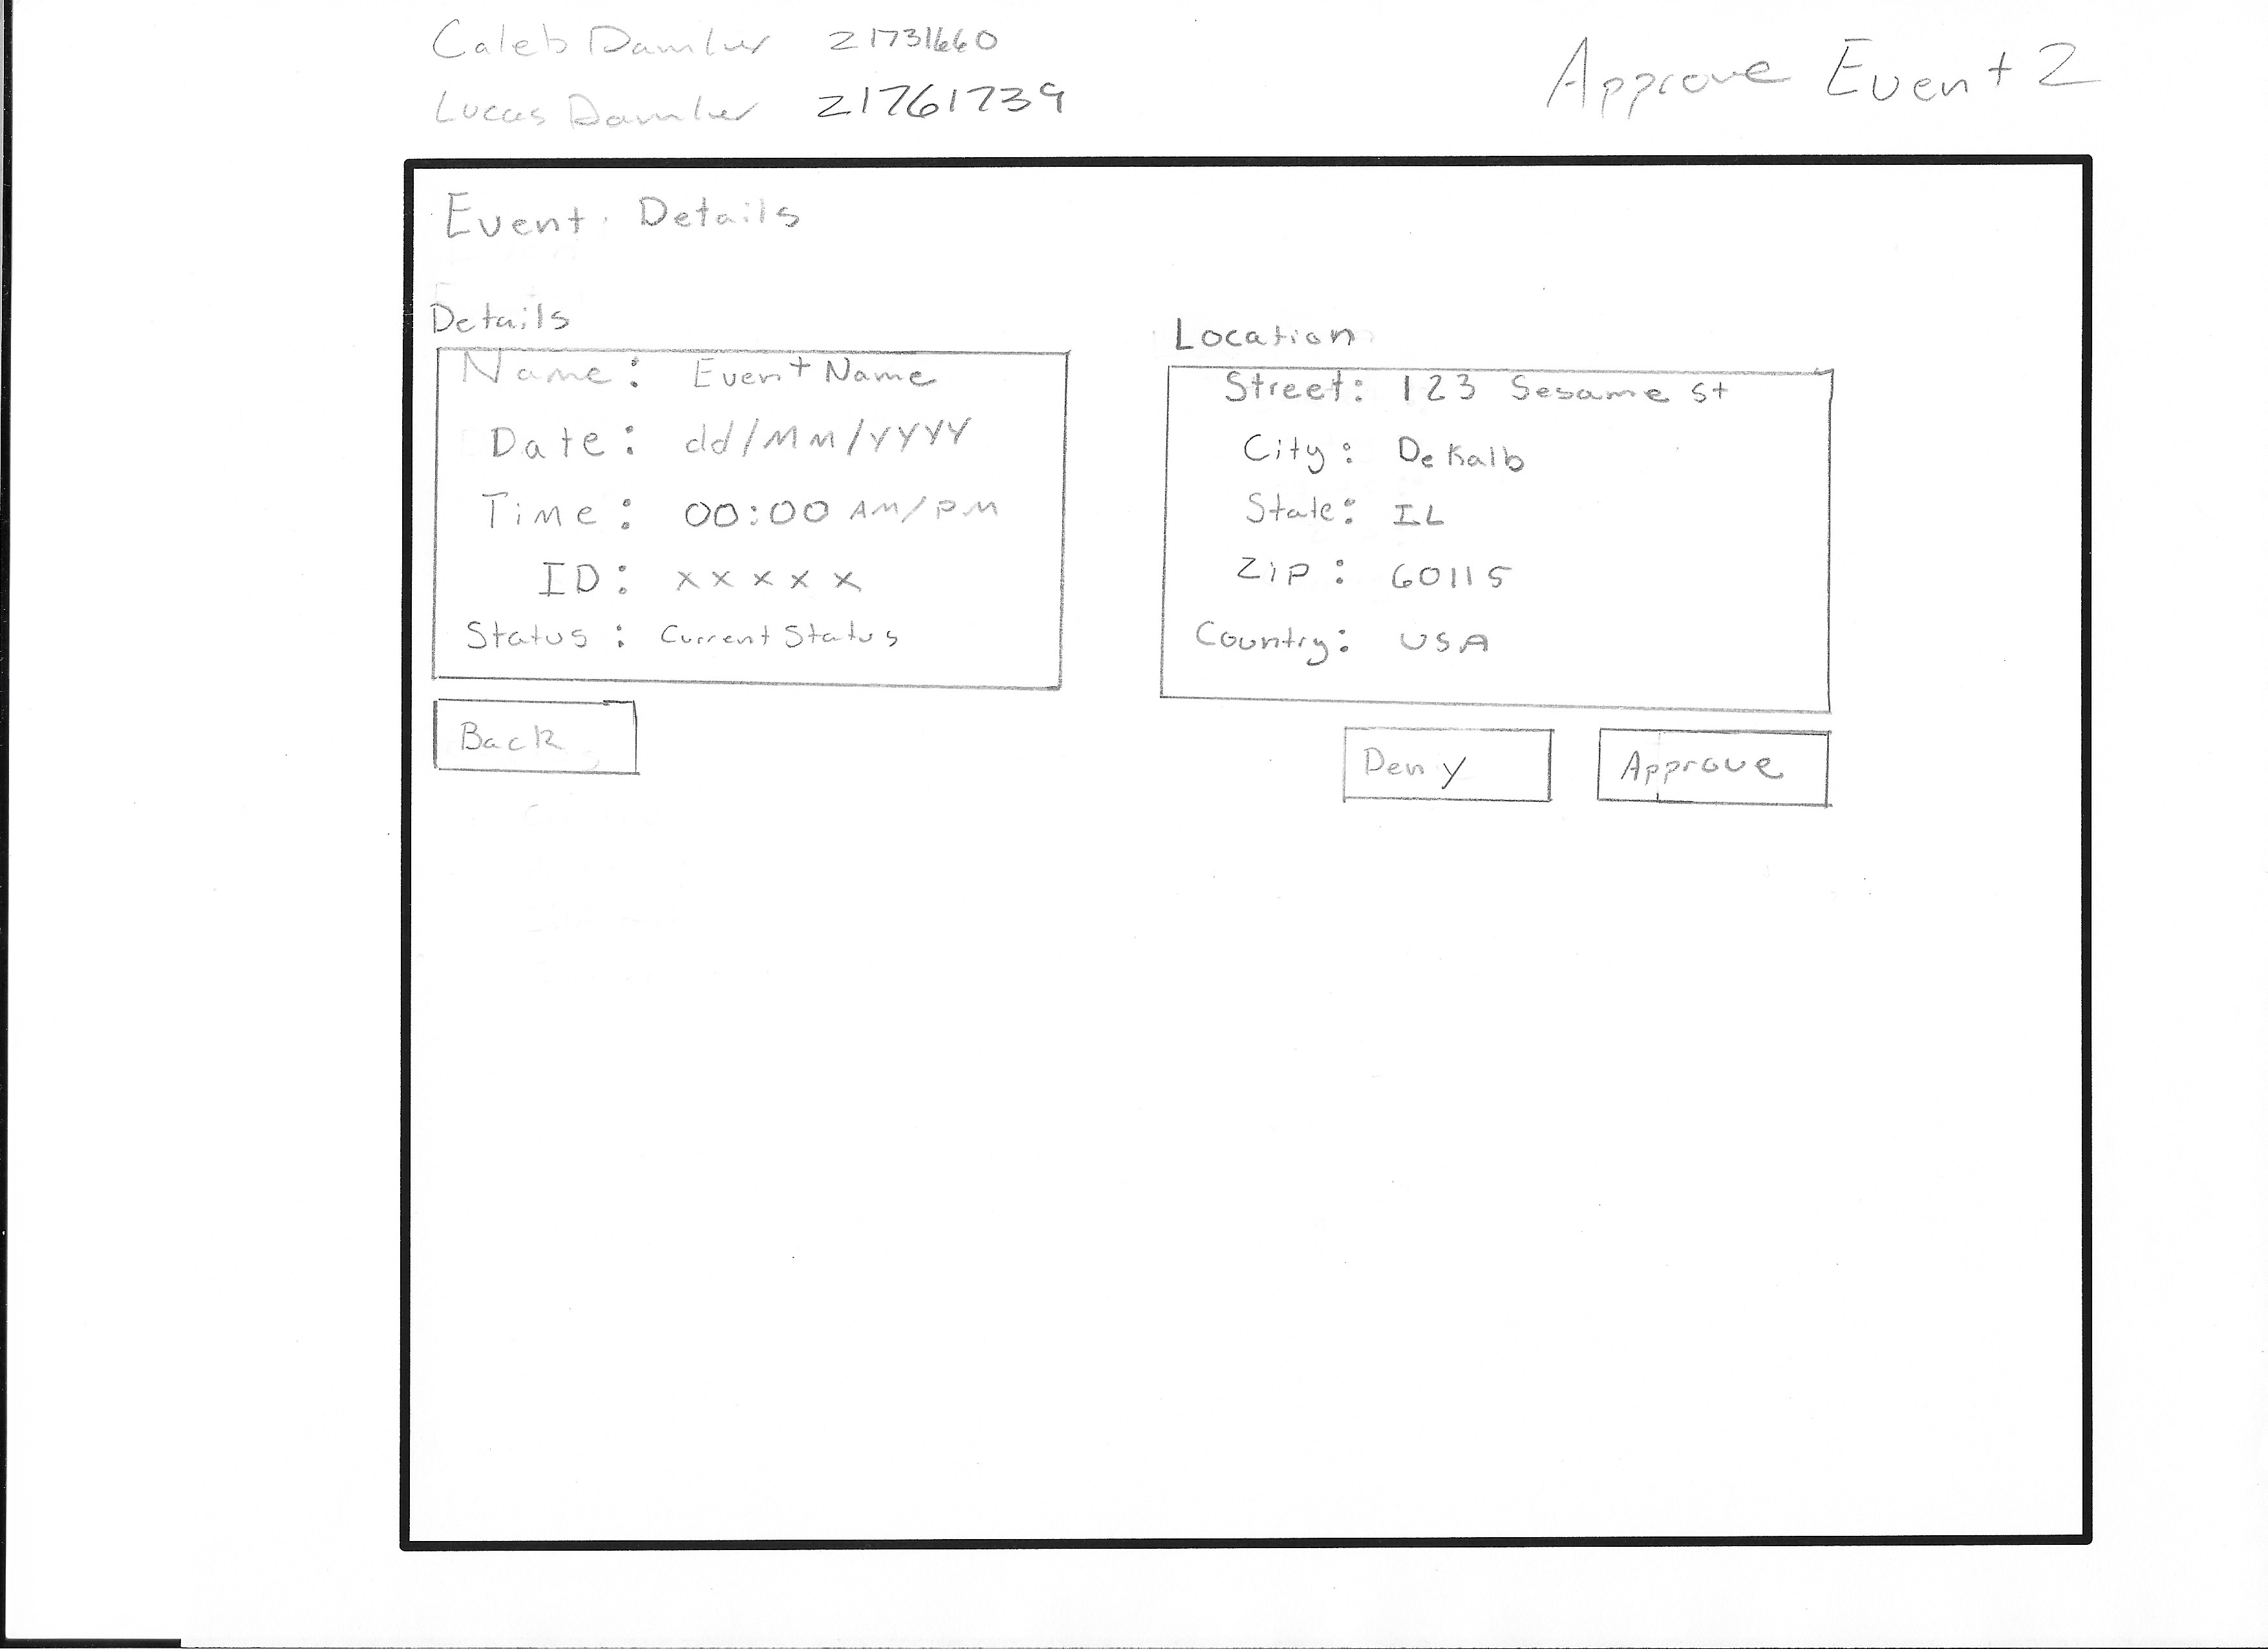 Caleb Damler z1731660
Lucas Damler z1761739
Approve Event 2
Event Details
Details
Name: Event Name
Date: dd/MM/YYYY
Time: 00:00 AM/PM
ID: xxxxx
Status: Current Status
Back
Location
Street: 123 Sesame St
City: DeKalb
State: IL
Zip: 60115
Country: USA
Deny
Approve